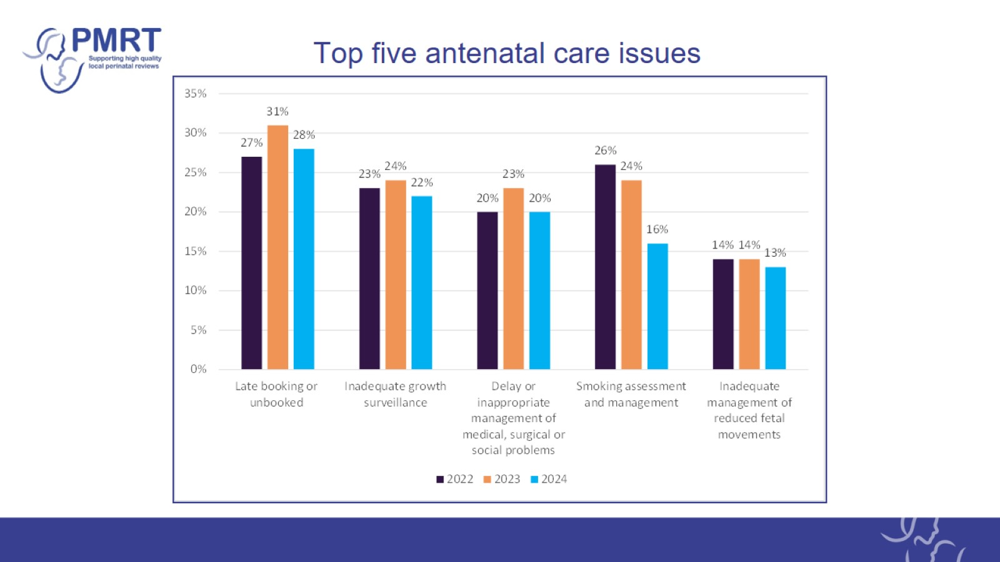 PMRT
Supporting high quality
local perinatal reviews
Top five antenatal care issues
35%
30%
25%
20%
15%
10%
5%
0%
27%
31%
28%
23%
24%
22%
20%
23%
20%
26%
24%
16%
14%
14%
13%
Late booking or
unbooked
Inadequate growth
surveillance
Delay or
inappropriate
management of
medical, surgical or
social problems
Smoking assessment
and management
Inadequate
management of
reduced fetal
movements
2022 2023 2024